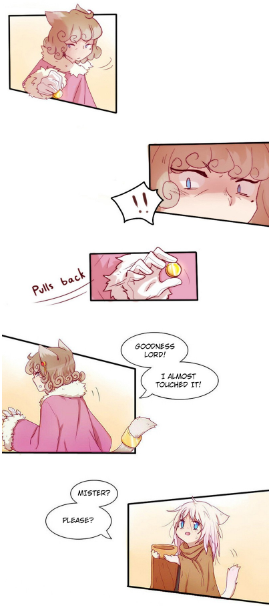 !!
Pulls back
GOODNESS
LORD!
I ALMOST
TOUCHED IT!
MISTER?
PLEASE?